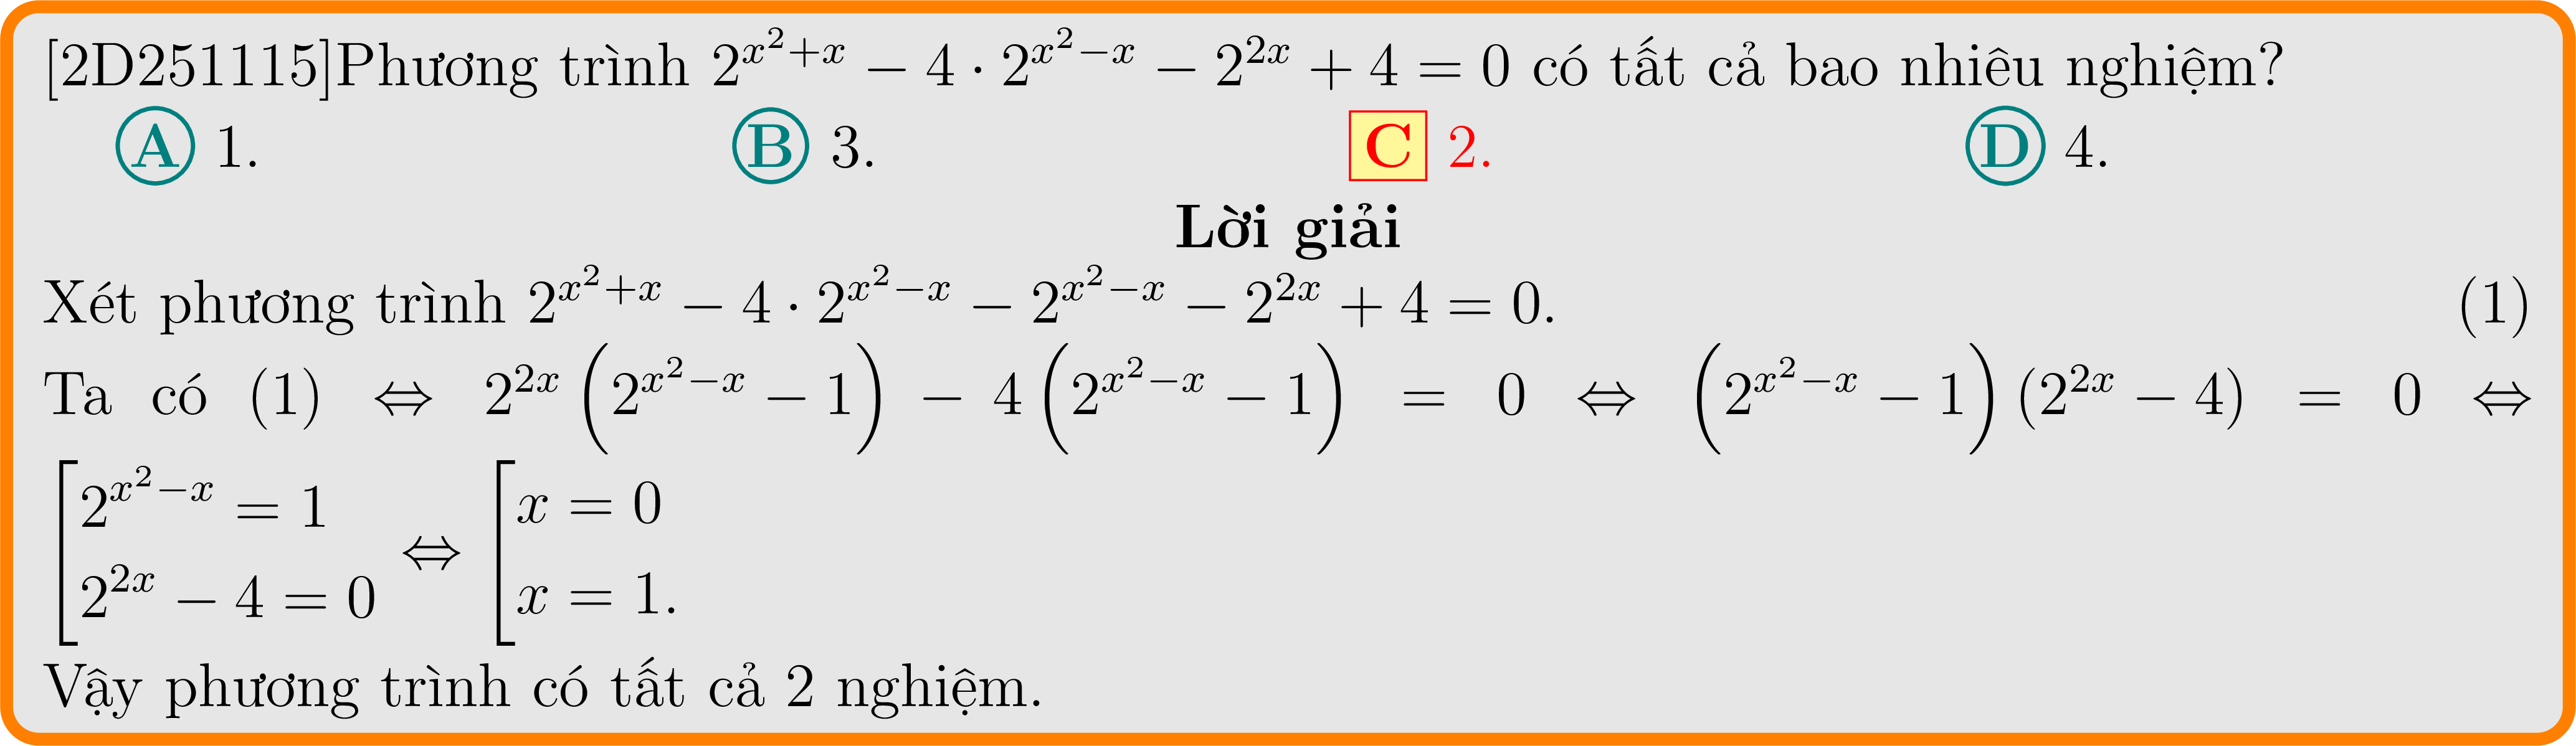 [2D251115]Phương trình $2^{x^2+x} - 4 \cdot 2^{x^2-x} - 2^{2x} + 4 = 0$ có tất cả bao nhiêu nghiệm?
A 1. B 3. C 2. D 4.
Lời giải
Xét phương trình $2^{x^2+x} - 4 \cdot 2^{x^2-x} - 2^{x^2-x} - 2^{2x} + 4 = 0$. (1)
Ta có (1) $\Leftrightarrow 2^{2x} \left(2^{x^2-x} - 1\right) - 4 \left(2^{x^2-x} - 1\right) = 0 \Leftrightarrow \left(2^{x^2-x} - 1\right) (2^{2x} - 4) = 0 \Leftrightarrow$
$\left[\begin{array}{l} 2^{x^2-x} = 1 \\ 2^{2x} - 4 = 0 \end{array}\right. \Leftrightarrow \left[\begin{array}{l} x = 0 \\ x = 1. \end{array}\right.$
Vậy phương trình có tất cả 2 nghiệm.